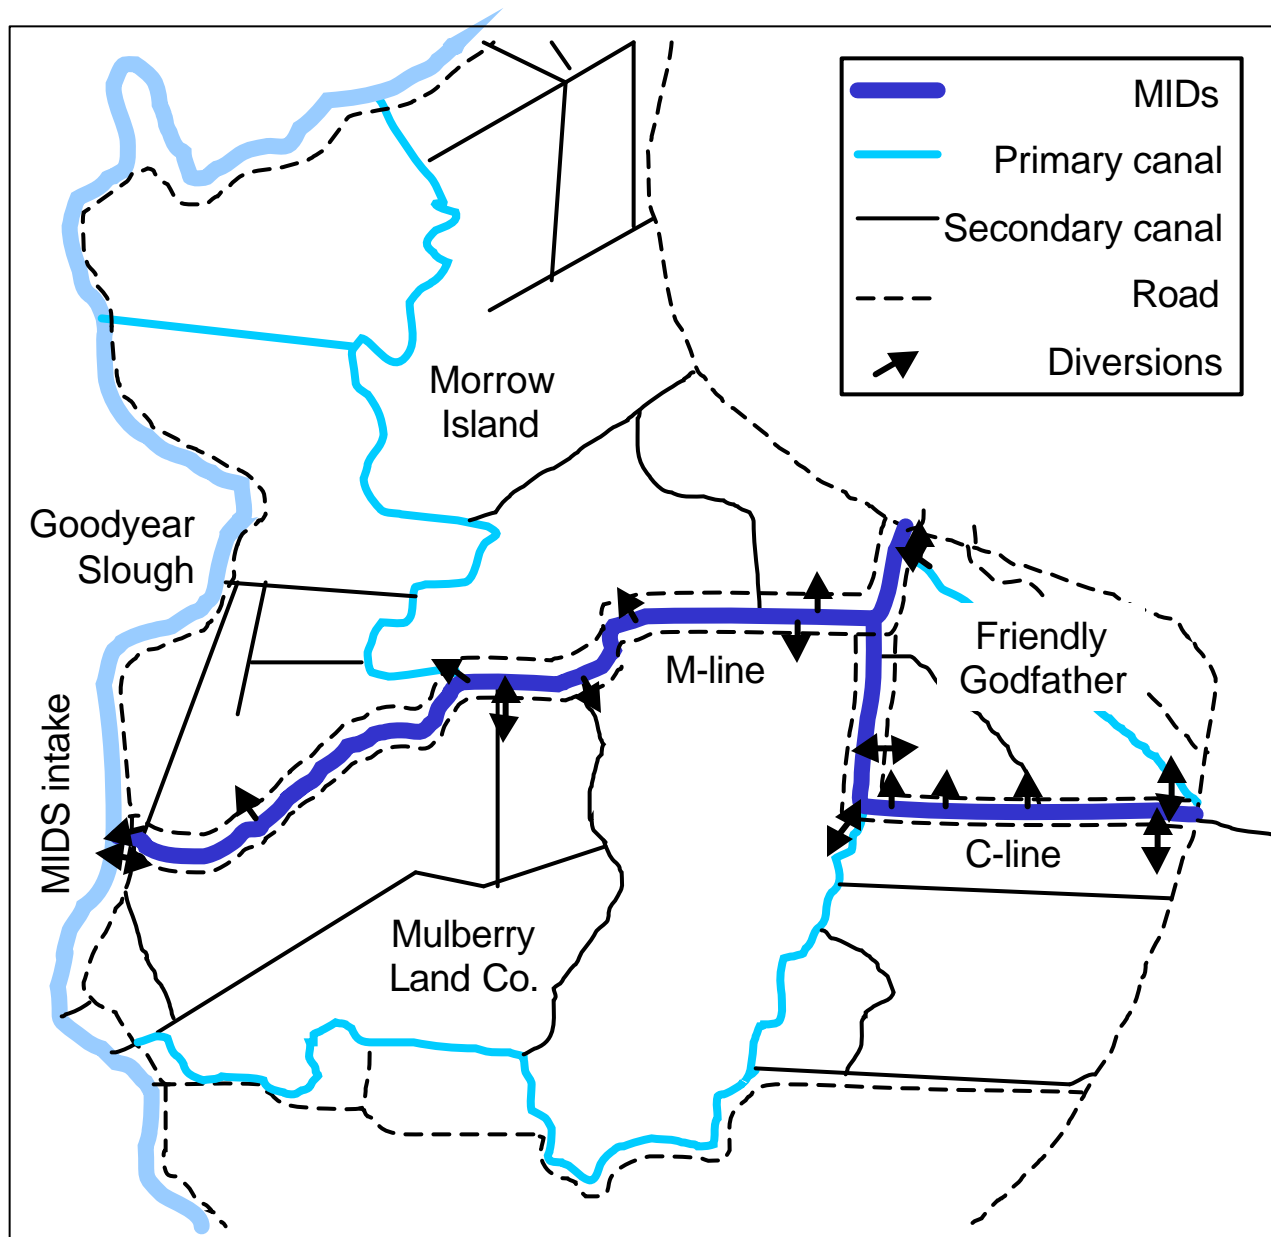 MIDs
Primary canal
Secondary canal
Road
Diversions
Morrow
Island
Goodyear
Slough
Friendly
Godfather
M-line
MIDS intake
C-line
Mulberry
Land Co.